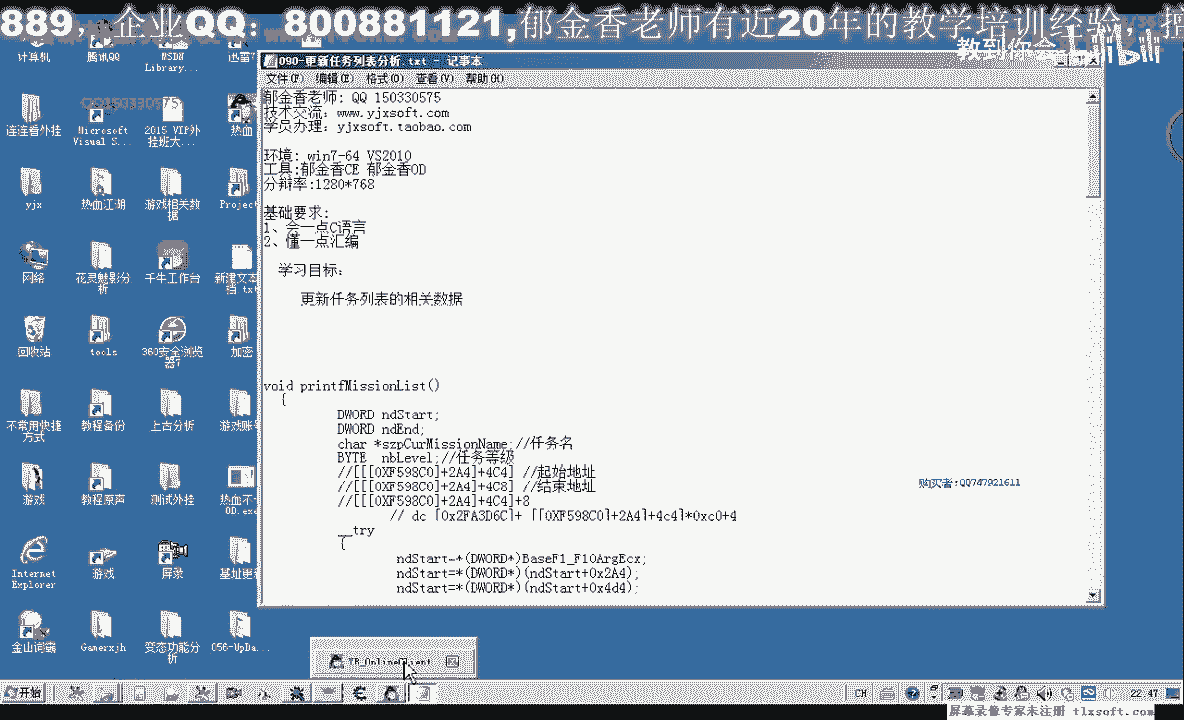 889，企业QQ：800881121,郁金香老师有近20年的教学培训经验，擅
教到你会
计算机
腾讯QQ
MSDN Library...
迅雷
QQ150330575
连连看外挂
Microsoft Visual S...
2015 VIP外挂班大...
热血
yjx
热血江湖
游戏相关数据
Project
网络
花灵魅影分析
千牛工作台
新建文本档.txt
回收站
tools
360安全浏览器7
加密
不常用快捷方式
教程备份
上古分析
游戏账号
游戏
教程原声
测试外挂
热血不
OD.exe
Internet Explorer
游戏
屏录
基址更新
金山词霸
Gamerxjh
变态功能分析
056-UpDa...
090-更新任务列表分析.txt - 记事本
文件(F) 编辑(E) 格式(O) 查看(V) 帮助(H)
郁金香老师: QQ 150330575
技术交流：www.yjxsoft.com
学员办理：yjxsoft.taobao.com
环境: win7-64 VS2010
工具:郁金香CE 郁金香OD
分辩率:1280*768
基础要求:
1、会一点C语言
2、懂一点汇编
学习目标:
更新任务列表的相关数据
void printfMissionList()
{
DWORD ndStart;
DWORD ndEnd;
char *szpCurMissionName;//任务名
BYTE nbLevel;//任务等级
//[[[0XF598C0]+2A4]+4C4] //起始地址
//[[[0XF598C0]+2A4]+4C8] //结束地址
//[[[0XF598C0]+2A4]+4C4]+8
// dc [0x2FA3D6C]+ [[[0XF598C0]+2A4]+4c4]*0xc0+4
__try
{
ndStart=*(DWORD*)BaseF1_F10ArgEcx;
ndStart=*(DWORD*)(ndStart+0x2A4);
ndStart=*(DWORD*)(ndStart+0x4d4);
购买者:QQ747921611
YB_OnlineClient
开始
CH
22:47
屏幕录像专家未注册 tlxsoft.com